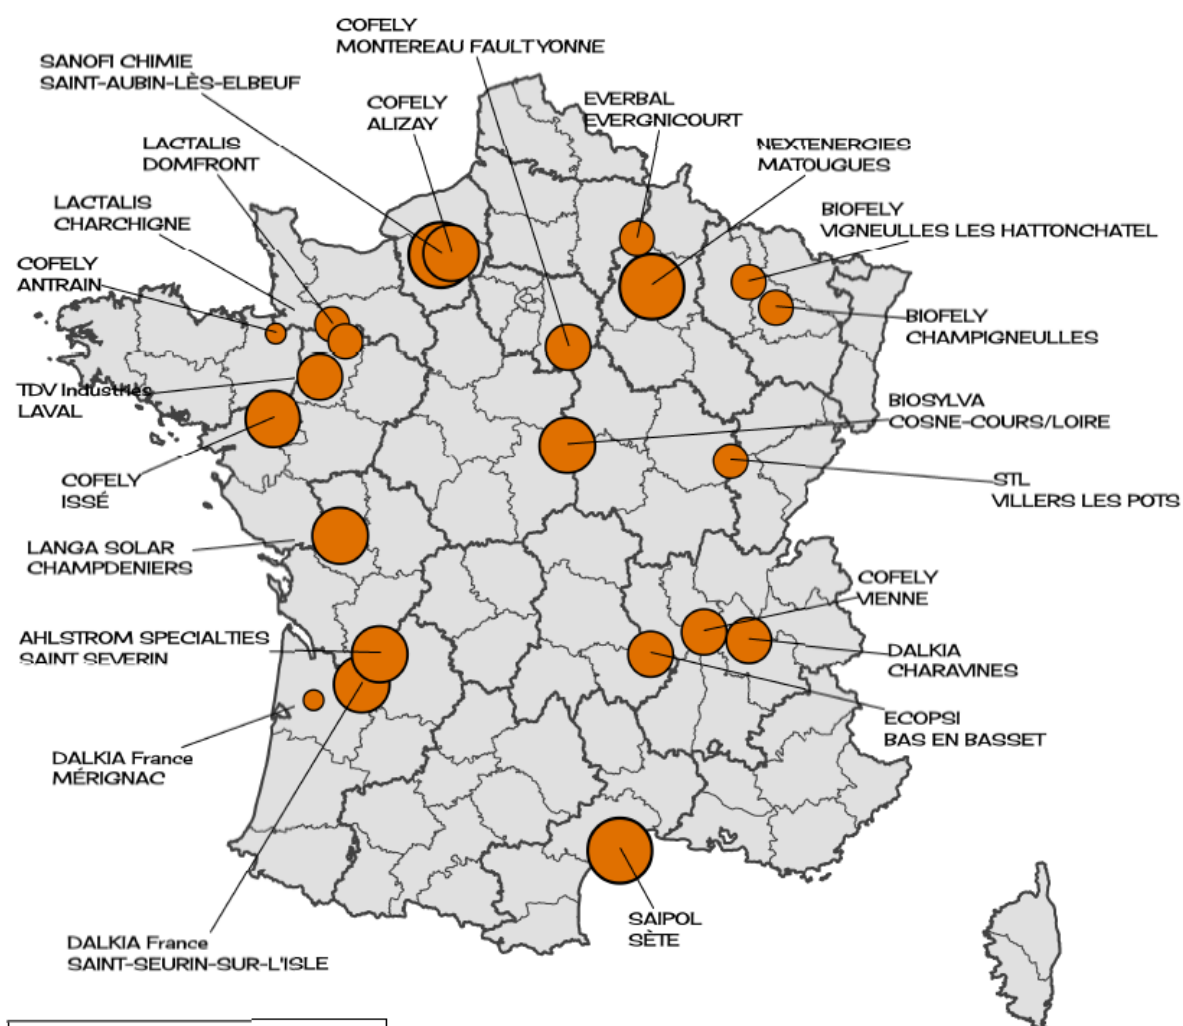 COFELY
MONTEREAU FAULTYONNE
SANOFI CHIMIE
SAINT-AUBIN-LÈS-ELBEUF
COFELY
ALIZAY
EVERBAL
EVERGNICOURT
LACTALIS
DOMFRONT
NEXTENERGIES
MATOUGUES
LACTALIS
CHARCHIGNE
BIOFELY
VIGNEULLES LES HATTONCHATEL
COFELY
ANTRAIN
BIOFELY
CHAMPIGNEULLES
TDV Industries
LAVAL
BIOSYLVA
COSNE-COURS/LOIRE
COFELY
ISSÉ
STL
VILLERS LES POTS
LANGA SOLAR
CHAMPDENIERS
COFELY
VIENNE
AHLSTROM SPECIALTIES
SAINT SEVERIN
DALKIA
CHARAVINES
ECOPSI
BAS EN BASSET
DALKIA France
MÉRIGNAC
SAIPOL
SÈTE
DALKIA France
SAINT-SEURIN-SUR-L'ISLE